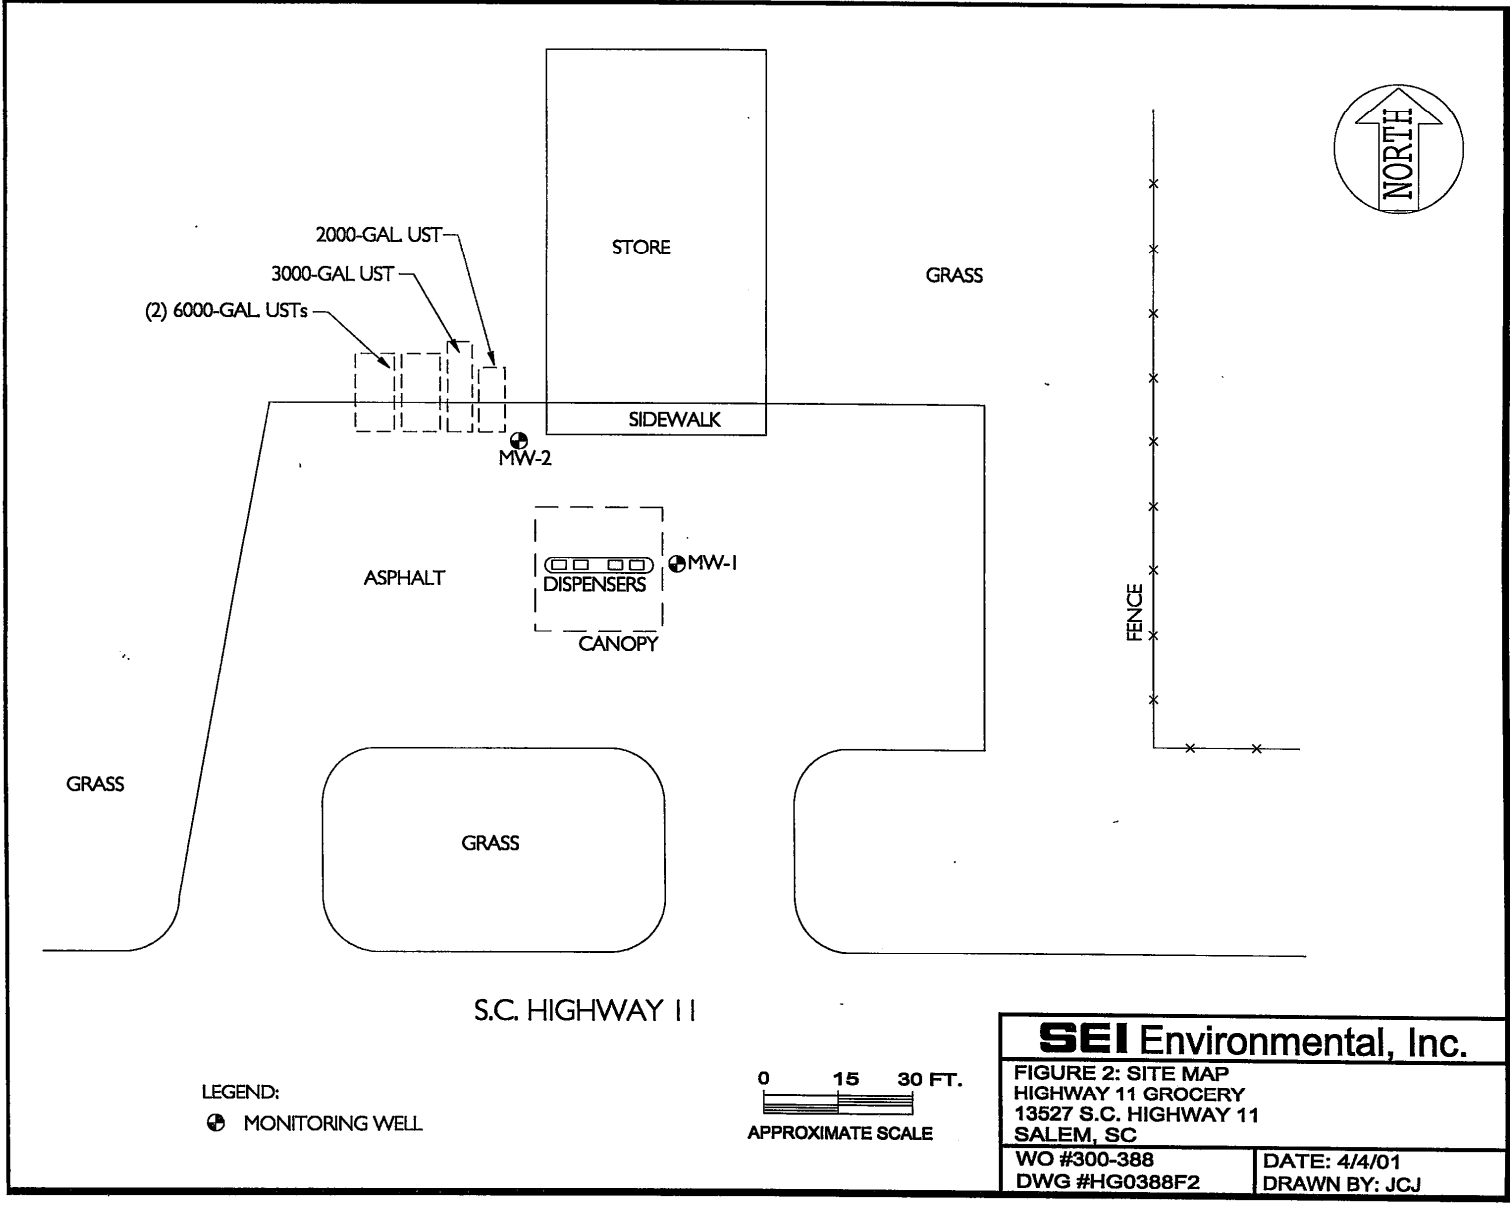 NORTH
2000-GAL. UST
STORE
3000-GAL UST
GRASS
(2) 6000-GAL. USTs
SIDEWALK
MW-2
MW-1
ASPHALT
DISPENSERS
FENCE
CANOPY
GRASS
GRASS
S.C. HIGHWAY 11
LEGEND:
MONITORING WELL
0 15 30 FT.
APPROXIMATE SCALE
SEI Environmental, Inc.
FIGURE 2: SITE MAP
HIGHWAY 11 GROCERY
13527 S.C. HIGHWAY 11
SALEM, SC
WO #300-388
DWG #HG0388F2
DATE: 4/4/01
DRAWN BY: JCJ